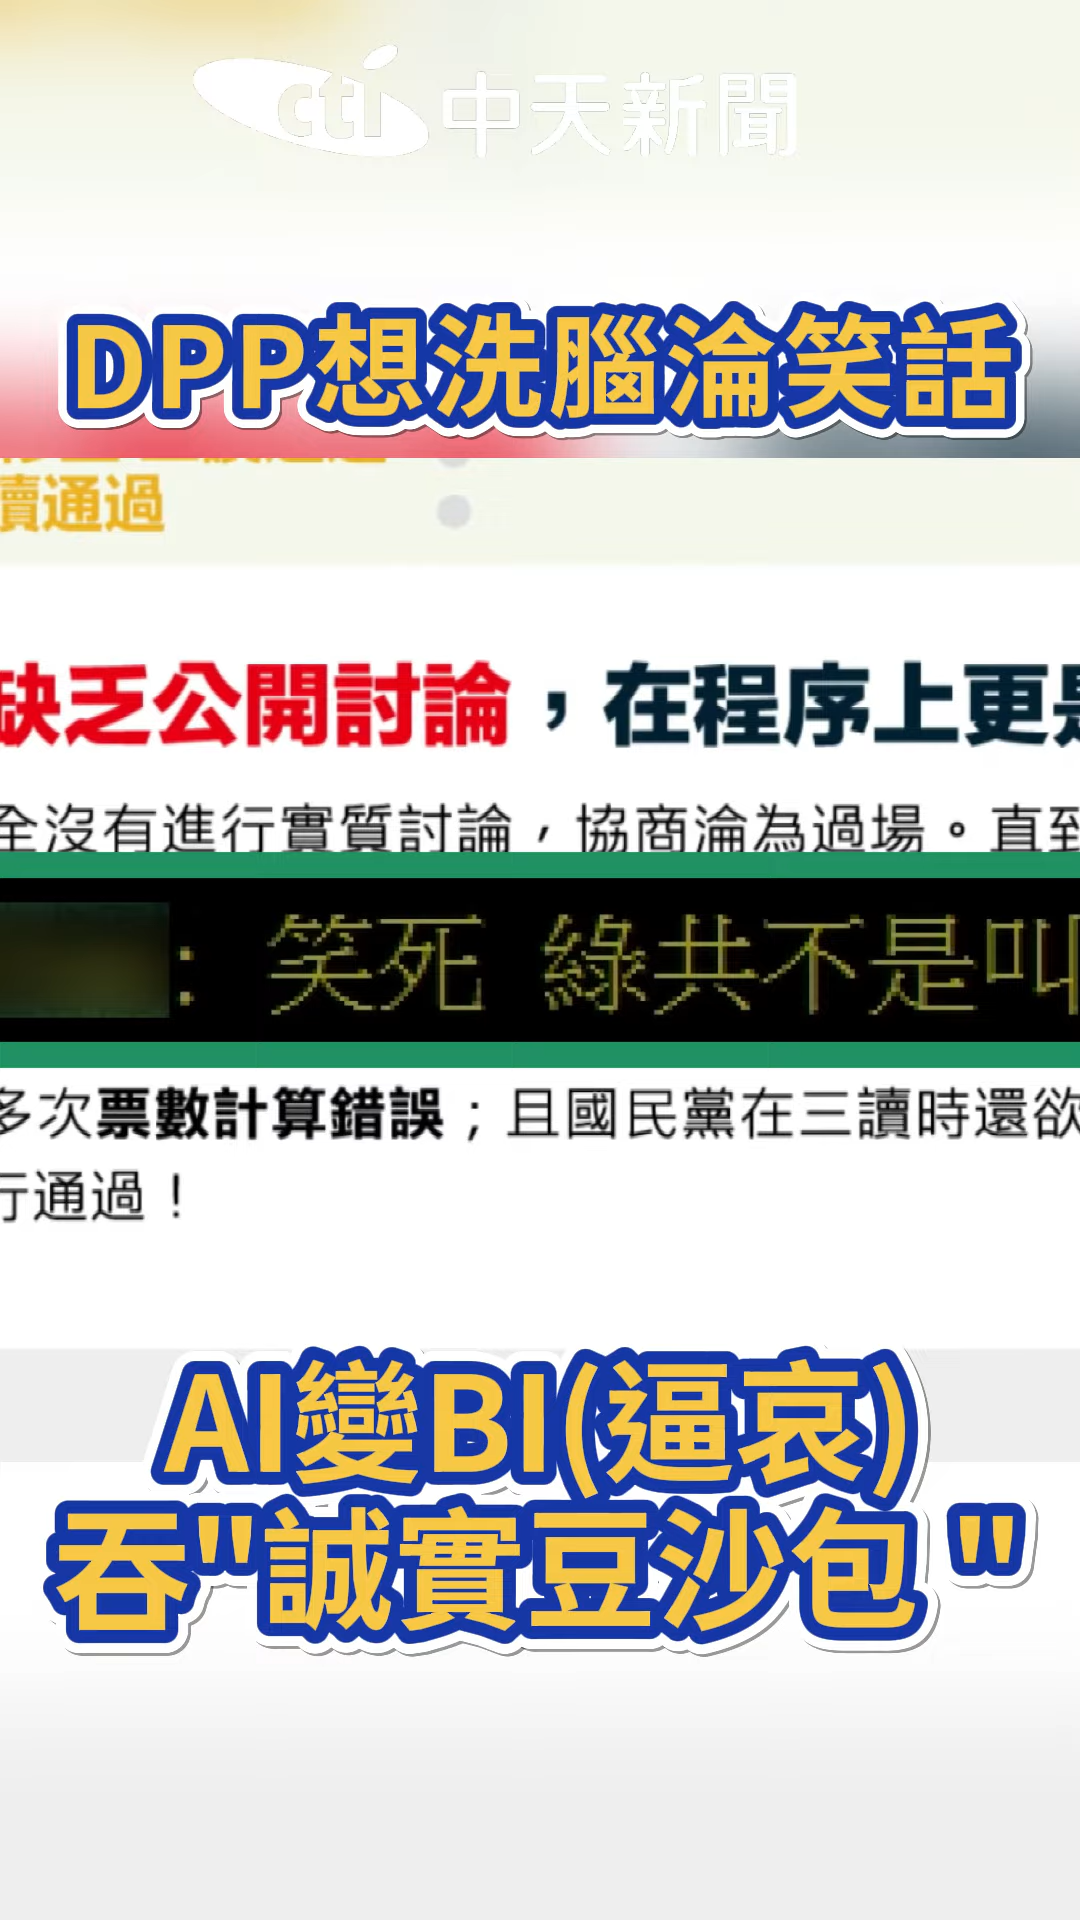 cti 中天新聞
DPP想洗腦淪笑話
讀通過
缺乏公開討論，在程序上更是
全沒有進行實質討論，協商淪為過場。直到
：笑死 綠共不是叫
多次票數計算錯誤；且國民黨在三讀時還欲
行通過！
AI變BI(逼哀)
吞"誠實豆沙包 "